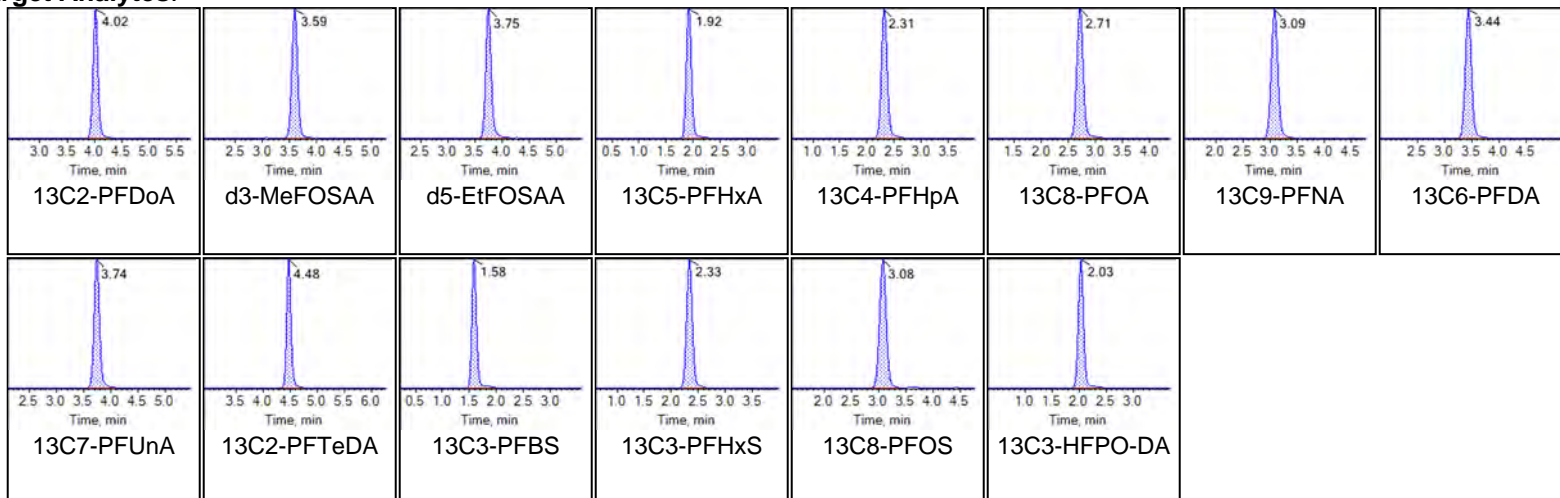 rget Analytes:
4.02 3.59 3.75 1.92 2.31 2.71 3.09 3.44
3.0 3.5 4.0 4.5 5.0 5.5 2.5 3.0 3.5 4.0 4.5 5.0 2.5 3.0 3.5 4.0 4.5 5.0 0.5 1.0 1.5 2.0 2.5 3.0 1.0 1.5 2.0 2.5 3.0 3.5 1.5 2.0 2.5 3.0 3.5 4.0 2.0 2.5 3.0 3.5 4.0 4.5 2.5 3.0 3.5 4.0 4.5
Time, min Time, min Time, min Time, min Time, min Time, min Time, min Time, min
13C2-PFDoA d3-MeFOSAA d5-EtFOSAA 13C5-PFHxA 13C4-PFHpA 13C8-PFOA 13C9-PFNA 13C6-PFDA
3.74 4.48 1.58 2.33 3.08 2.03
2.5 3.0 3.5 4.0 4.5 5.0 3.5 4.0 4.5 5.0 5.5 6.0 0.5 1.0 1.5 2.0 2.5 3.0 1.0 1.5 2.0 2.5 3.0 3.5 2.0 2.5 3.0 3.5 4.0 4.5 1.0 1.5 2.0 2.5 3.0
Time, min Time, min Time, min Time, min Time, min Time, min
13C7-PFUnA 13C2-PFTeDA 13C3-PFBS 13C3-PFHxS 13C8-PFOS 13C3-HFPO-DA